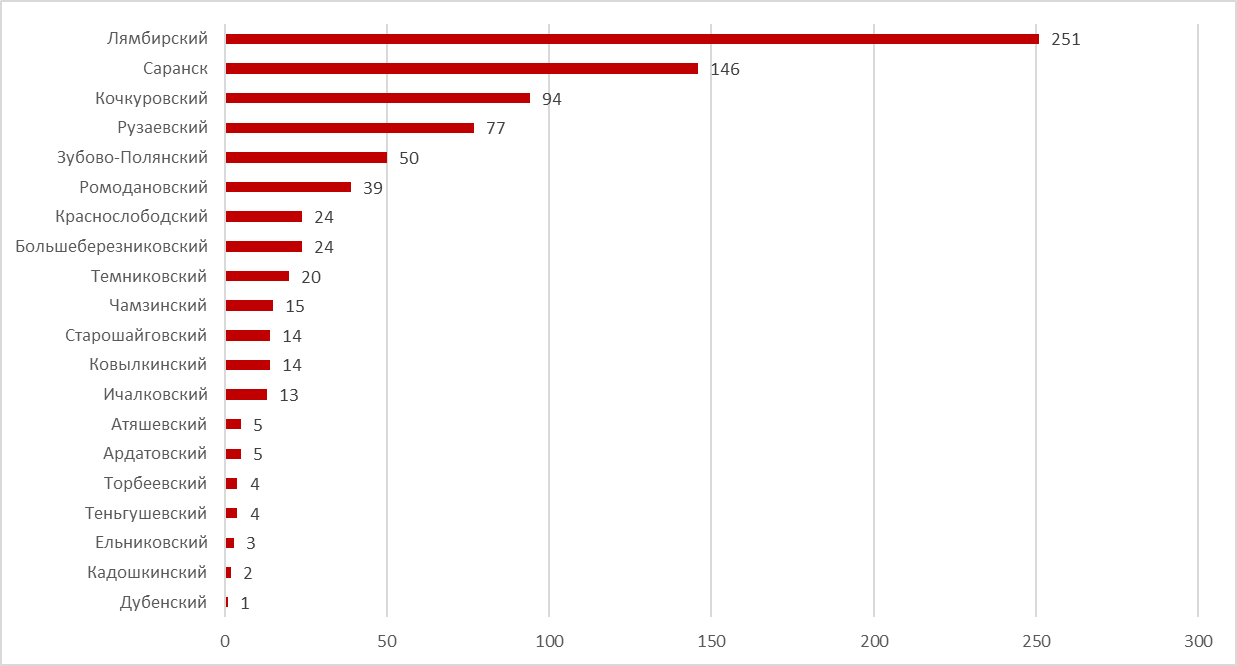 Лямбирский 251
Саранск 146
Кочкуровский 94
Рузаевский 77
Зубово-Полянский 50
Ромодановский 39
Краснослободский 24
Большеберезниковский 24
Темниковский 20
Чамзинский 15
Старошайговский 14
Ковылкинский 14
Ичалковский 13
Атяшевский 5
Ардатовский 5
Торбеевский 4
Теньгушевский 4
Ельниковский 3
Кадошкинский 2
Дубенский 1
0 50 100 150 200 250 300